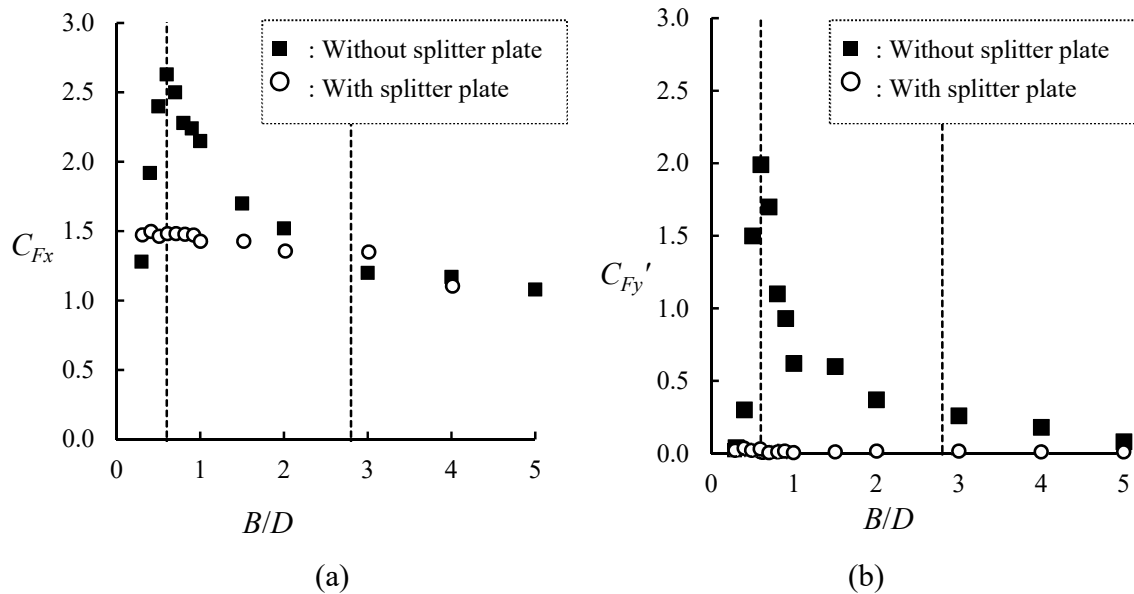 3.0
2.5
2.0
1.5
1.0
0.5
0.0
C_Fx
■ : Without splitter plate
○ : With splitter plate
0 1 2 3 4 5
B/D
(a)
3.0
2.5
2.0
1.5
1.0
0.5
0.0
C_Fy'
■ : Without splitter plate
○ : With splitter plate
0 1 2 3 4 5
B/D
(b)